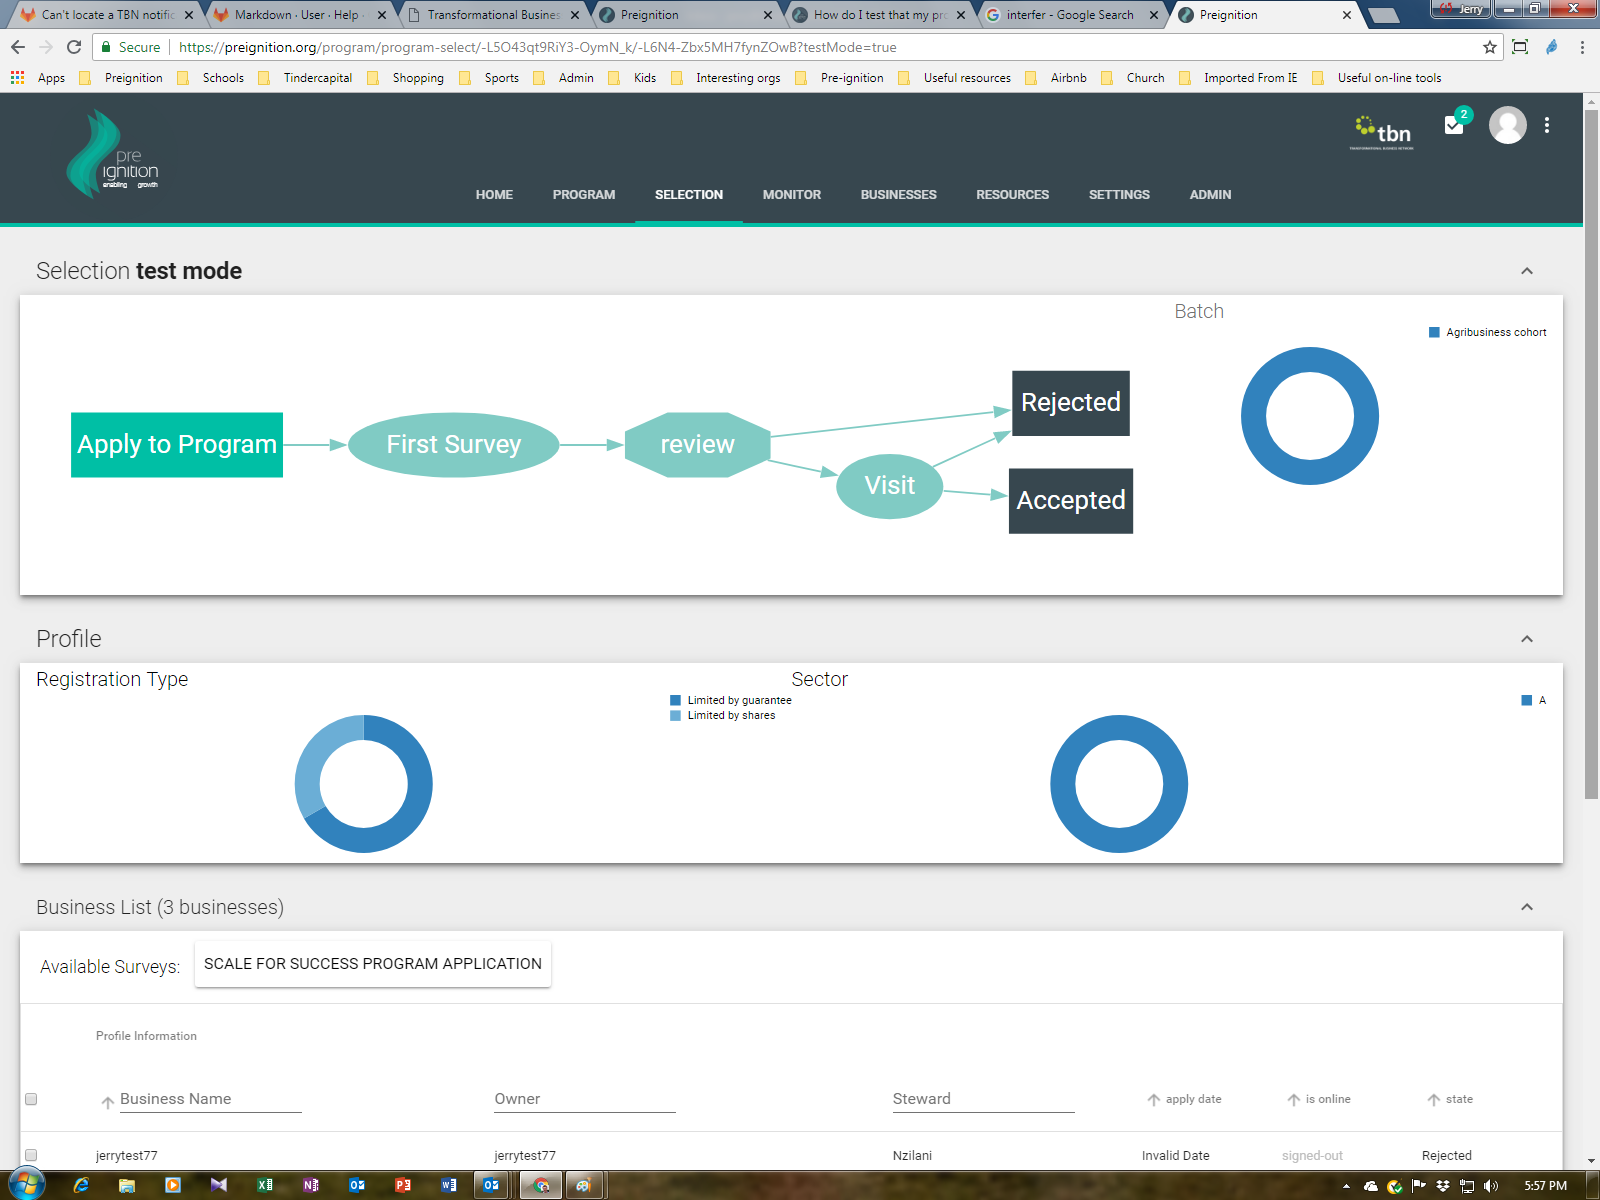 Can't locate a TBN notific
Markdown · User · Help
Transformational Busines
Preignition
How do I test that my pro
interfer - Google Search
Preignition
Jerry
Secure https://preignition.org/program/program-select/-L5O43qt9RiY3-OymN_k/-L6N4-Zbx5MH7fynZOwB?testMode=true
Apps Preignition Schools Tindercapital Shopping Sports Admin Kids Interesting orgs Pre-ignition Useful resources Airbnb Church Imported From IE Useful on-line tools
pre
ignition
enabling growth
tbn
TRANSFORMATIONAL BUSINESS NETWORK
2
HOME PROGRAM SELECTION MONITOR BUSINESSES RESOURCES SETTINGS ADMIN
Selection test mode
Batch
Agribusiness cohort
Apply to Program
First Survey
review
Visit
Rejected
Accepted
Profile
Registration Type
Limited by guarantee
Limited by shares
Sector
A
Business List (3 businesses)
Available Surveys: SCALE FOR SUCCESS PROGRAM APPLICATION
Profile Information
Business Name Owner Steward apply date is online state
jerrytest77 jerrytest77 Nzilani Invalid Date signed-out Rejected
5:57 PM